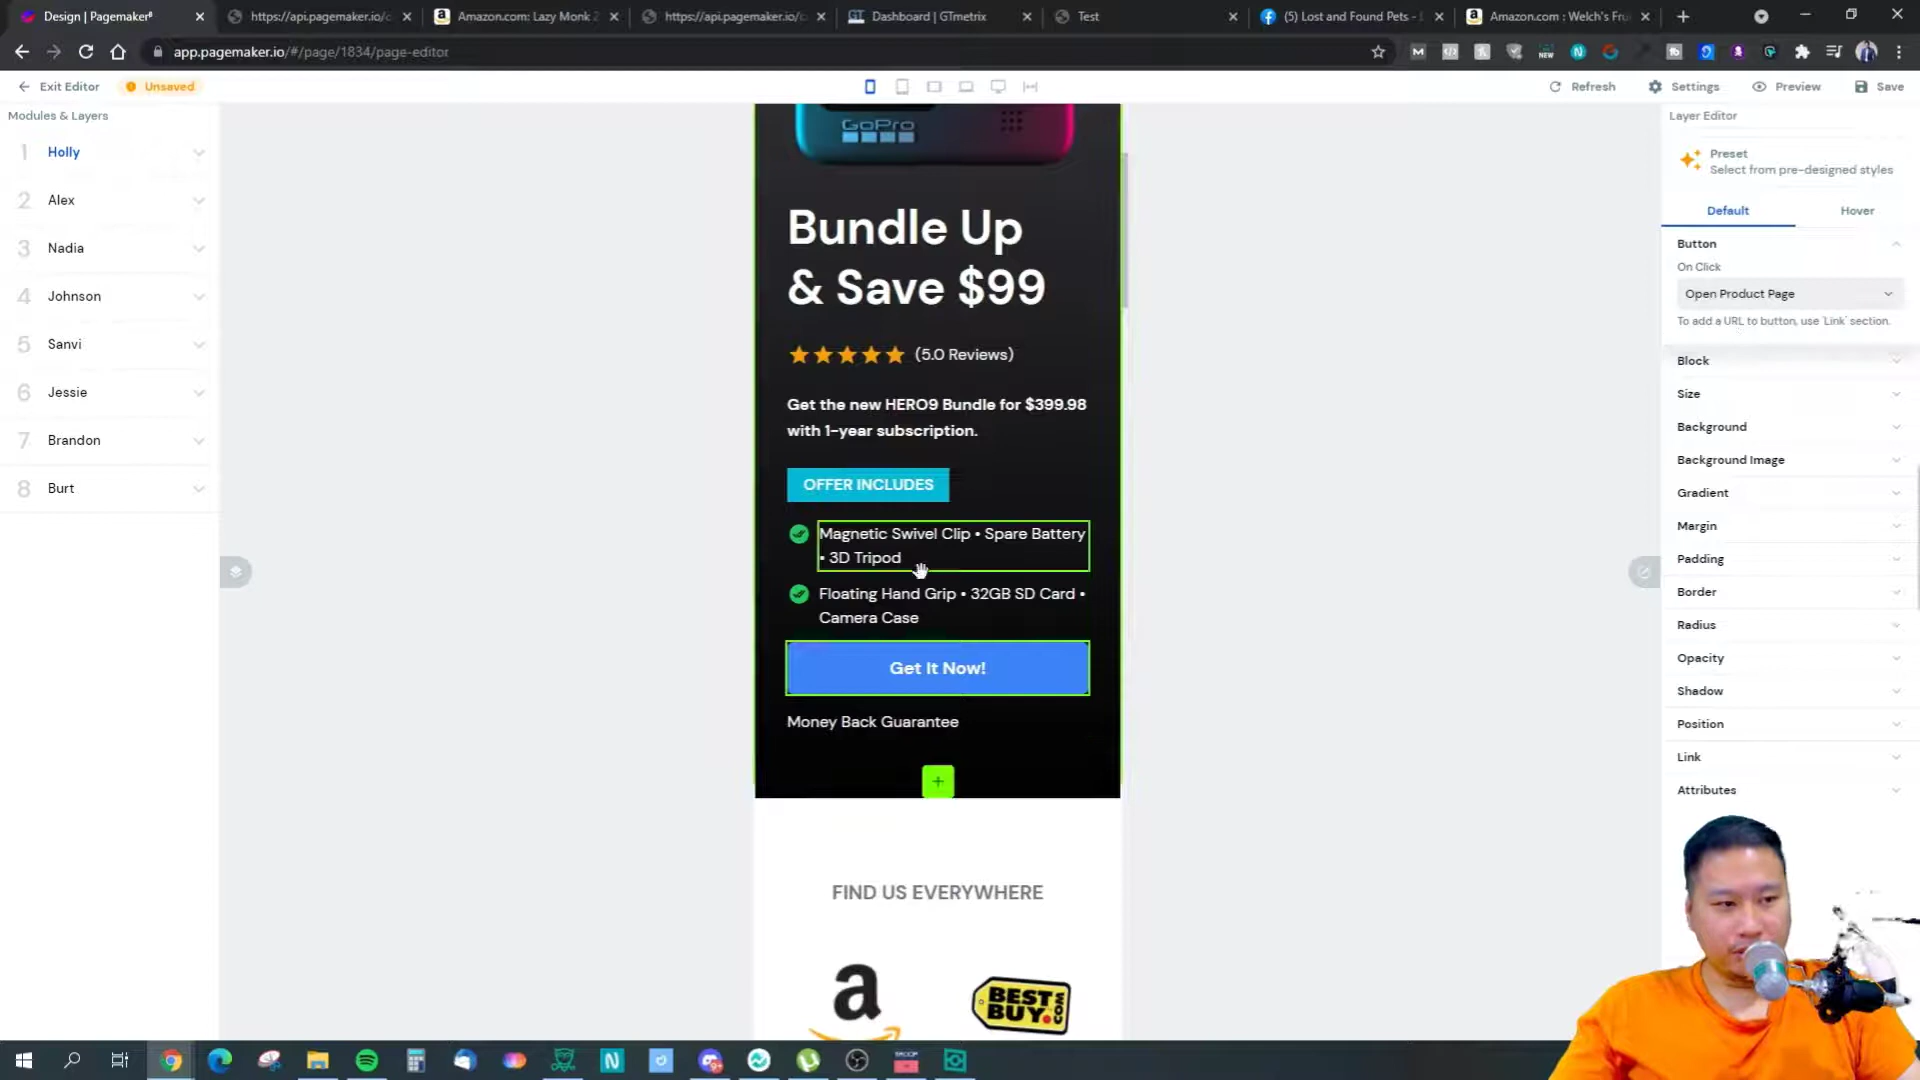 Design | Pagemaker®
https://api.pagemaker.io/c
Amazon.com: Lazy Monk
https://api.pagemaker.io/
Dashboard | GTmetrix
Test
(5) Lost and Found Pets -
Amazon.com : Welch's Fru
app.pagemaker.io/#/page/1834/page-editor
Exit Editor
Unsaved
Refresh
Settings
Preview
Save
Modules & Layers
1 Holly
2 Alex
3 Nadia
4 Johnson
5 Sanvi
6 Jessie
7 Brandon
8 Burt
GoPro
Bundle Up
& Save $99
(5.0 Reviews)
Get the new HERO9 Bundle for $399.98
with 1-year subscription.
OFFER INCLUDES
Magnetic Swivel Clip • Spare Battery
• 3D Tripod
Floating Hand Grip • 32GB SD Card •
Camera Case
Get It Now!
Money Back Guarantee
+
FIND US EVERYWHERE
a
BEST
BUY.COM
Layer Editor
Preset
Select from pre-designed styles
Default
Hover
Button
On Click
Open Product Page
To add a URL to button, use 'Link' section.
Block
Size
Background
Background Image
Gradient
Margin
Padding
Border
Radius
Opacity
Shadow
Position
Link
Attributes